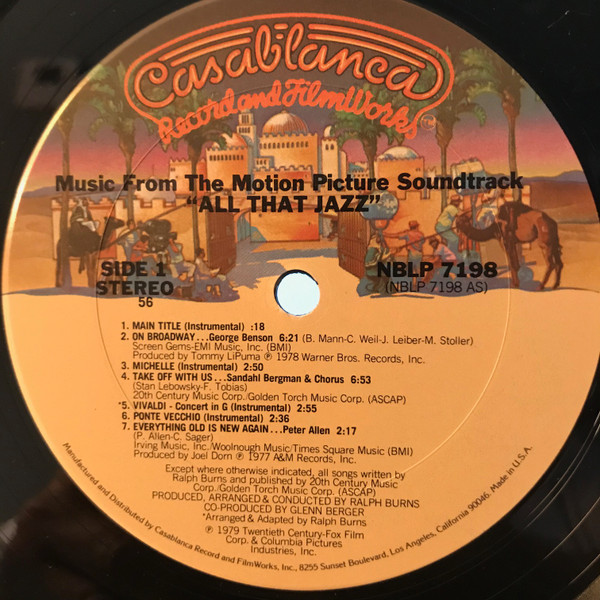 Casablanca
Record and FilmWorks™
Music From The Motion Picture Soundtrack
"ALL THAT JAZZ"
SIDE 1
STEREO
56
NBLP 7198
(NBLP 7198 AS)
1. MAIN TITLE (Instrumental) :18
2. ON BROADWAY...George Benson 6:21 (B. Mann-C. Weil-J. Leiber-M. Stoller)
Screen Gems-EMI Music, Inc. (BMI)
Produced by Tommy LiPuma ℗ 1978 Warner Bros. Records, Inc.
3. MICHELLE (Instrumental) 2:50
4. TAKE OFF WITH US...Sandahl Bergman & Chorus 6:53
(Stan Lebowsky-F. Tobias)
20th Century Music Corp./Golden Torch Music Corp. (ASCAP)
*5. VIVALDI - Concert in G (Instrumental) 2:55
6. PONTE VECCHIO (Instrumental) 2:36
7. EVERYTHING OLD IS NEW AGAIN...Peter Allen 2:17
(P. Allen-C. Sager)
Irving Music, Inc./Woolnough Music/Times Square Music (BMI)
Produced by Joel Dorn ℗ 1977 A&M Records, Inc.
Except where otherwise indicated, all songs written by
Ralph Burns and published by 20th Century Music
Corp./Golden Torch Music Corp. (ASCAP)
PRODUCED, ARRANGED & CONDUCTED BY RALPH BURNS
CO-PRODUCED BY GLENN BERGER
*Arranged & Adapted by Ralph Burns
℗ 1979 Twentieth Century-Fox Film
Corp. & Columbia Pictures
Industries, Inc.
Manufactured and Distributed by Casablanca Record and FilmWorks, Inc., 8255 Sunset Boulevard, Los Angeles, California 90046. Made in U.S.A.